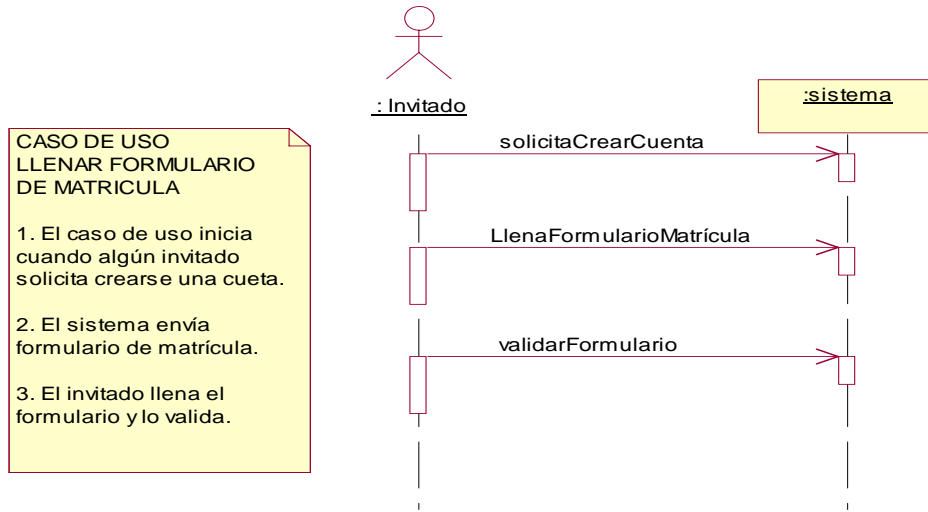 : Invitado
:sistema
CASO DE USO
LLENAR FORMULARIO
DE MATRICULA
1. El caso de uso inicia
cuando algún invitado
solicita crearse una cueta.
2. El sistema envía
formulario de matrícula.
3. El invitado llena el
formulario y lo valida.
solicitaCrearCuenta
LlenaFormularioMatrícula
validarFormulario